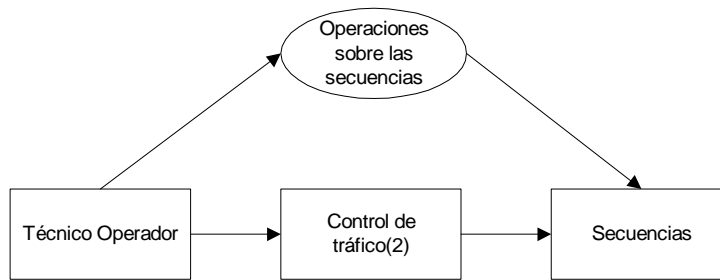 Operaciones
sobre las
secuencias
Técnico Operador
Control de
tráfico(2)
Secuencias